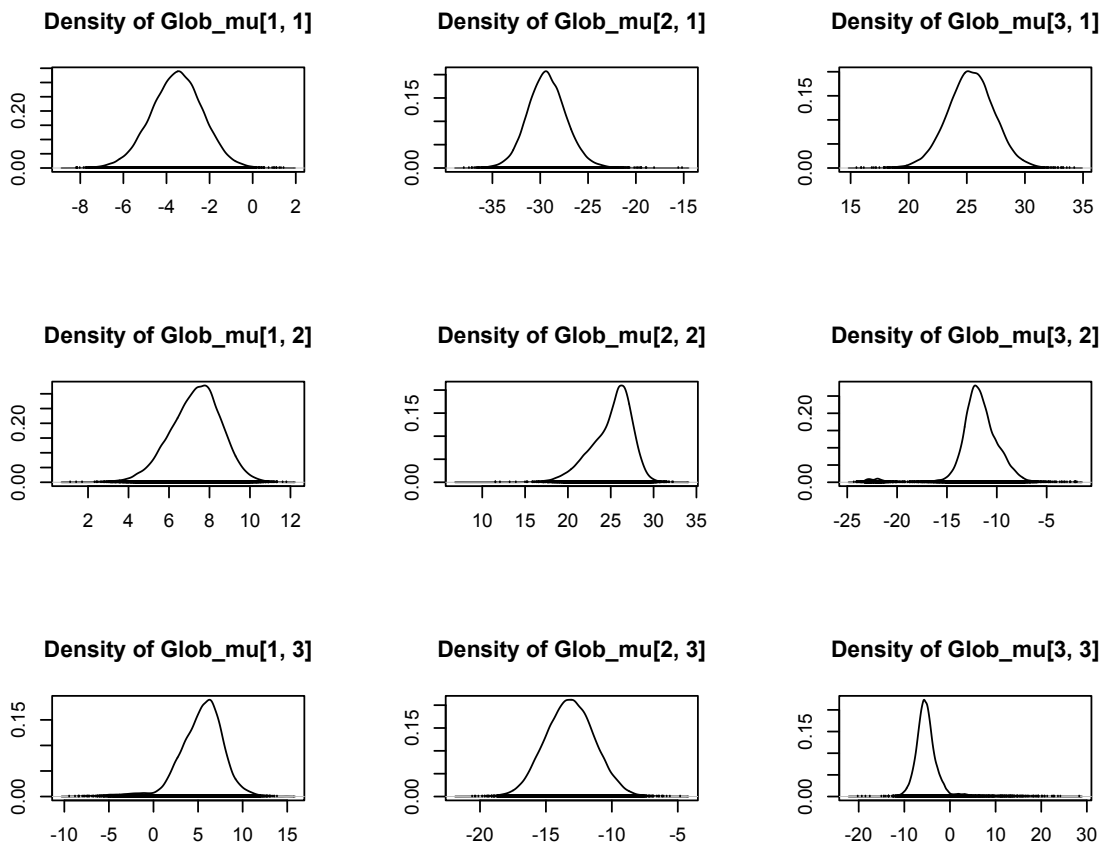 Density of Glob_mu[1, 1]
0.00 0.20
-8 -6 -4 -2 0 2
Density of Glob_mu[2, 1]
0.00 0.15
-35 -30 -25 -20 -15
Density of Glob_mu[3, 1]
0.00 0.15
15 20 25 30 35
Density of Glob_mu[1, 2]
0.00 0.20
2 4 6 8 10 12
Density of Glob_mu[2, 2]
0.00 0.15
10 15 20 25 30 35
Density of Glob_mu[3, 2]
0.00 0.20
-25 -20 -15 -10 -5
Density of Glob_mu[1, 3]
0.00 0.15
-10 -5 0 5 10 15
Density of Glob_mu[2, 3]
0.00 0.15
-20 -15 -10 -5
Density of Glob_mu[3, 3]
0.00 0.15
-20 -10 0 10 20 30